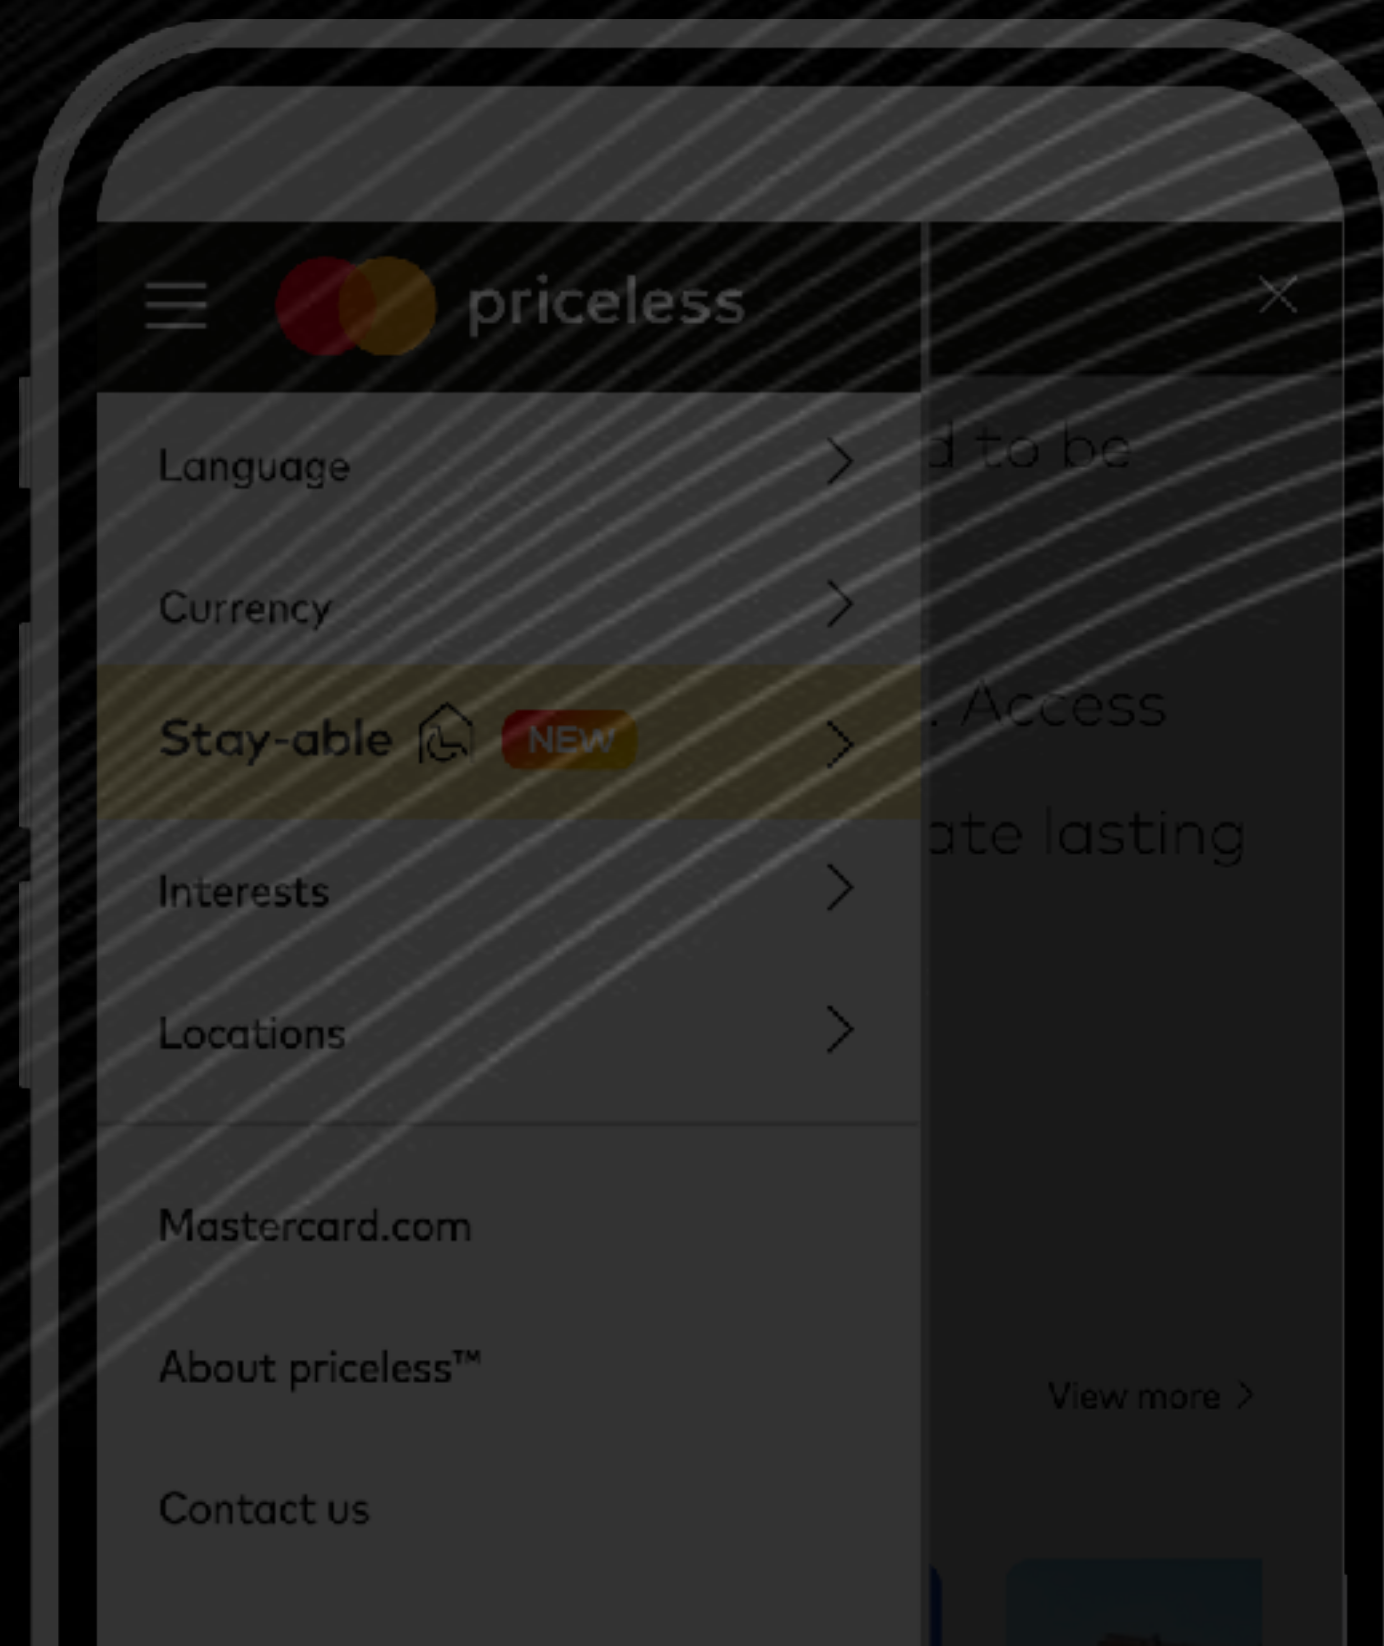 priceless
Language
Currency
Stay-able NEW
Interests
Locations
Mastercard.com
About priceless™
Contact us
d to be
. Access
ate lasting
View more